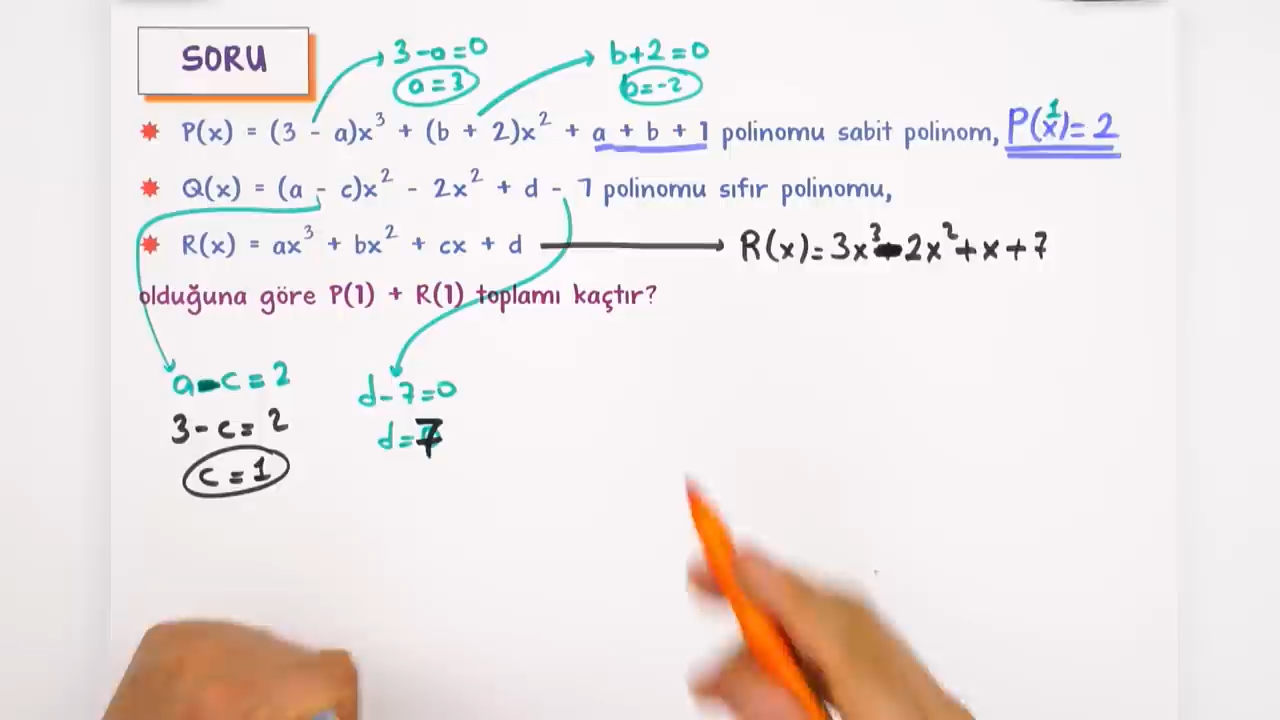 SORU
3-a=0
a=3
b+2=0
b=-2
P(x) = (3 - a)x³ + (b + 2)x² + a + b + 1 polinomu sabit polinom, P(x)=2
1
Q(x) = (a - c)x² - 2x² + d - 7 polinomu sıfır polinomu,
R(x) = ax³ + bx² + cx + d → R(x)=3x³-2x²+x+7
olduğuna göre P(1) + R(1) toplamı kaçtır?
a-c=2
d-7=0
3-c=2
d=7
c=1